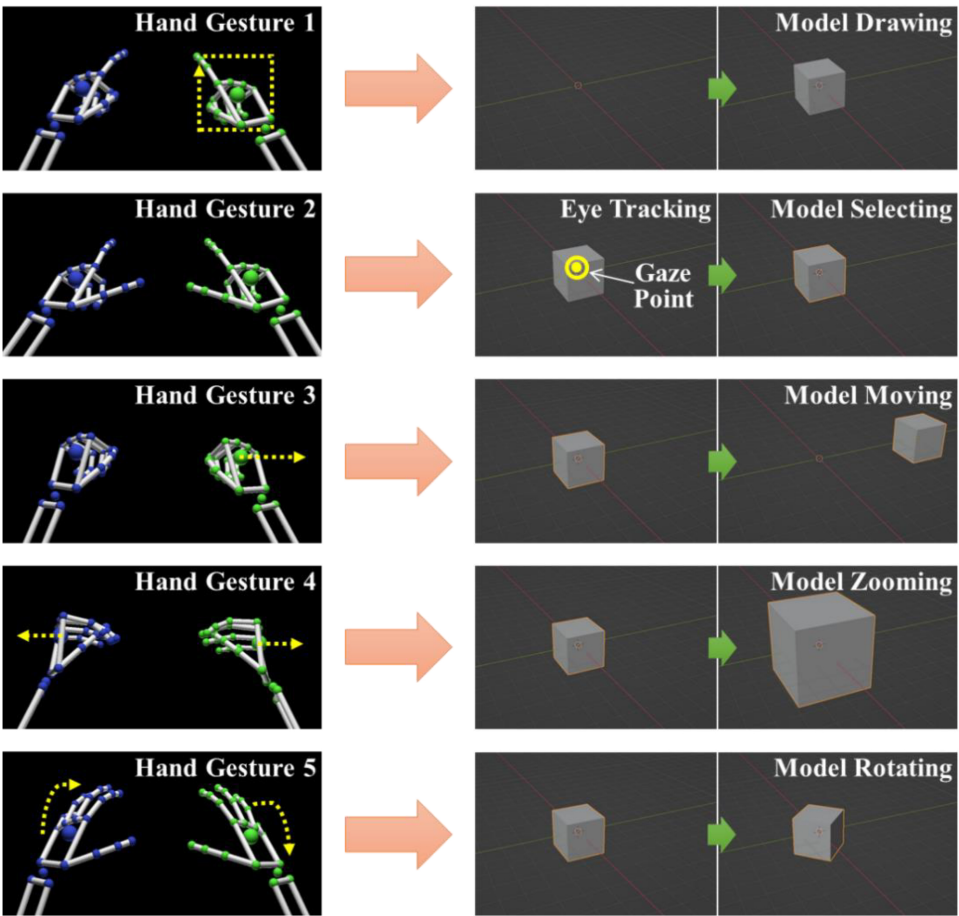 Hand Gesture 1
Model Drawing
Hand Gesture 2
Eye Tracking
Model Selecting
Gaze
Point
Hand Gesture 3
Model Moving
Hand Gesture 4
Model Zooming
Hand Gesture 5
Model Rotating